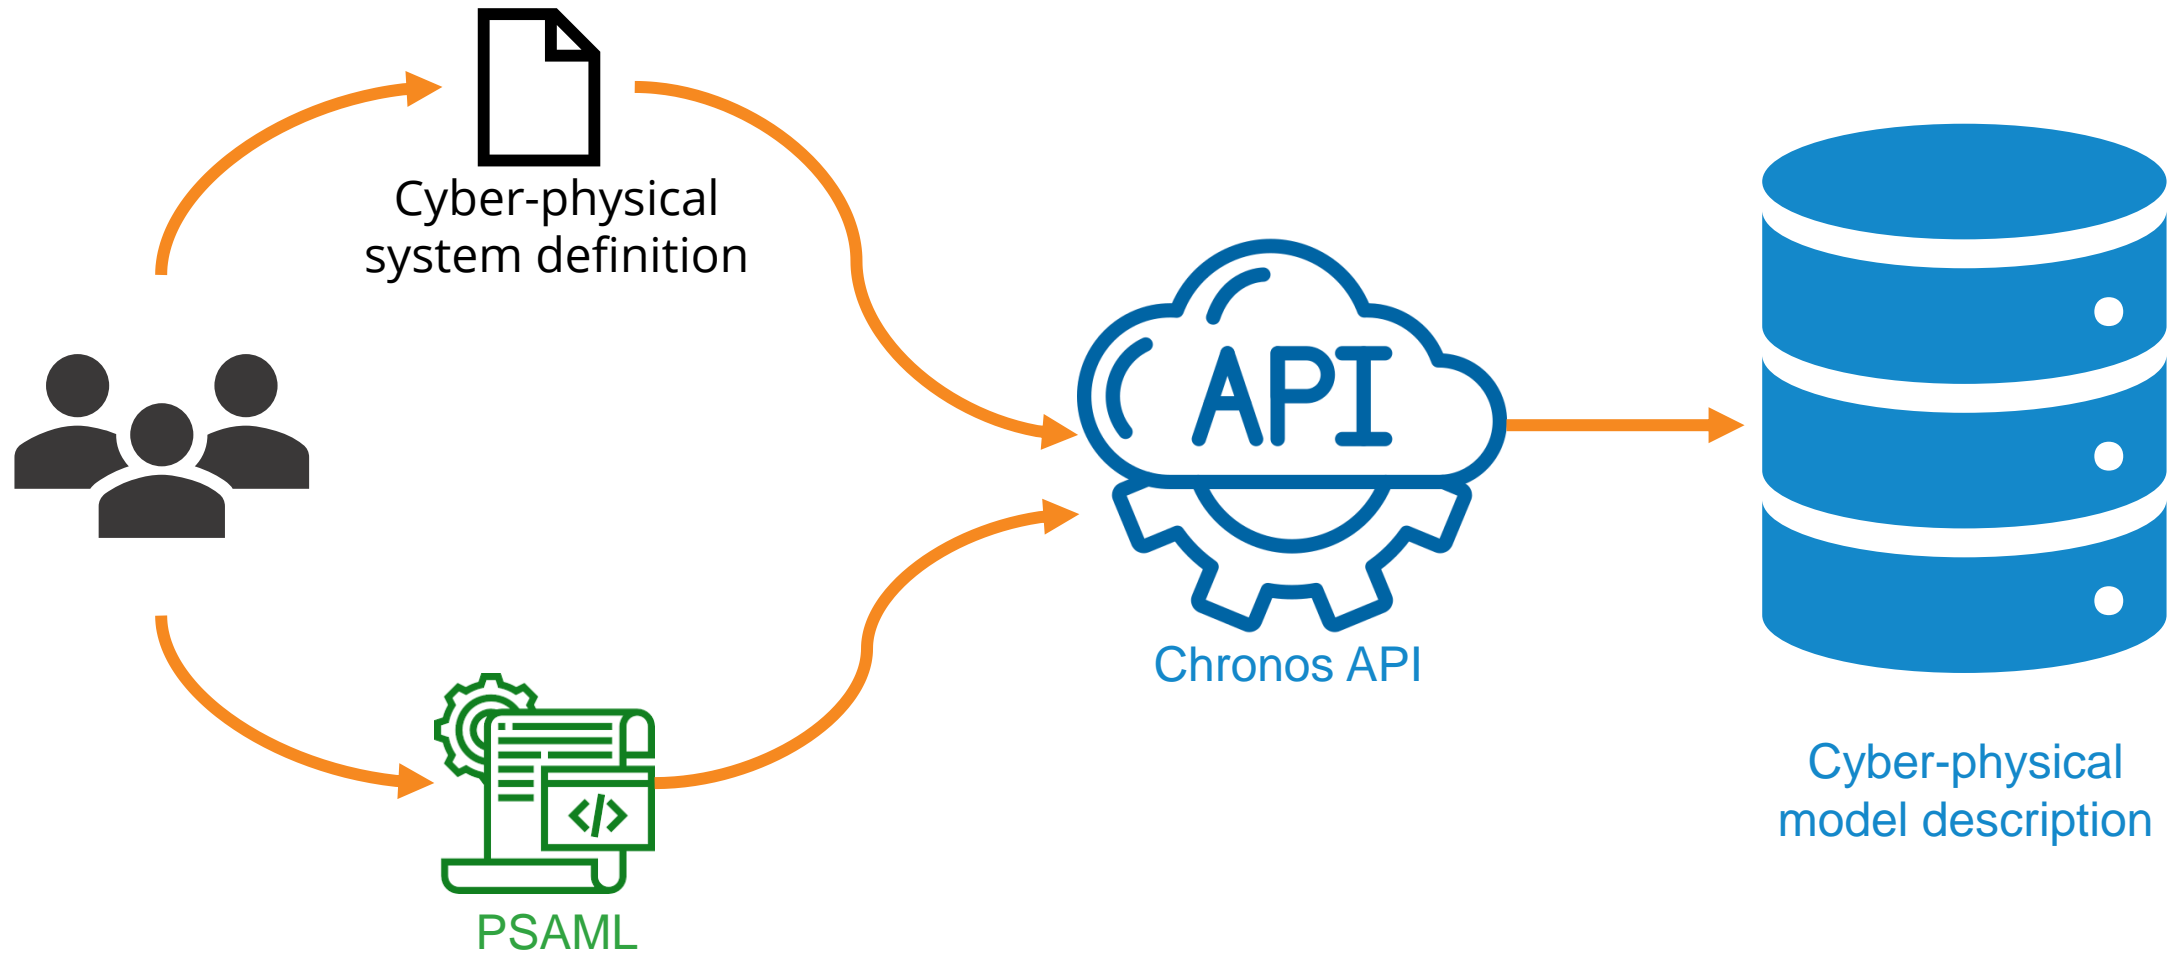 Cyber-physical
system definition
API
Chronos API
</>
PSAML
Cyber-physical
model description